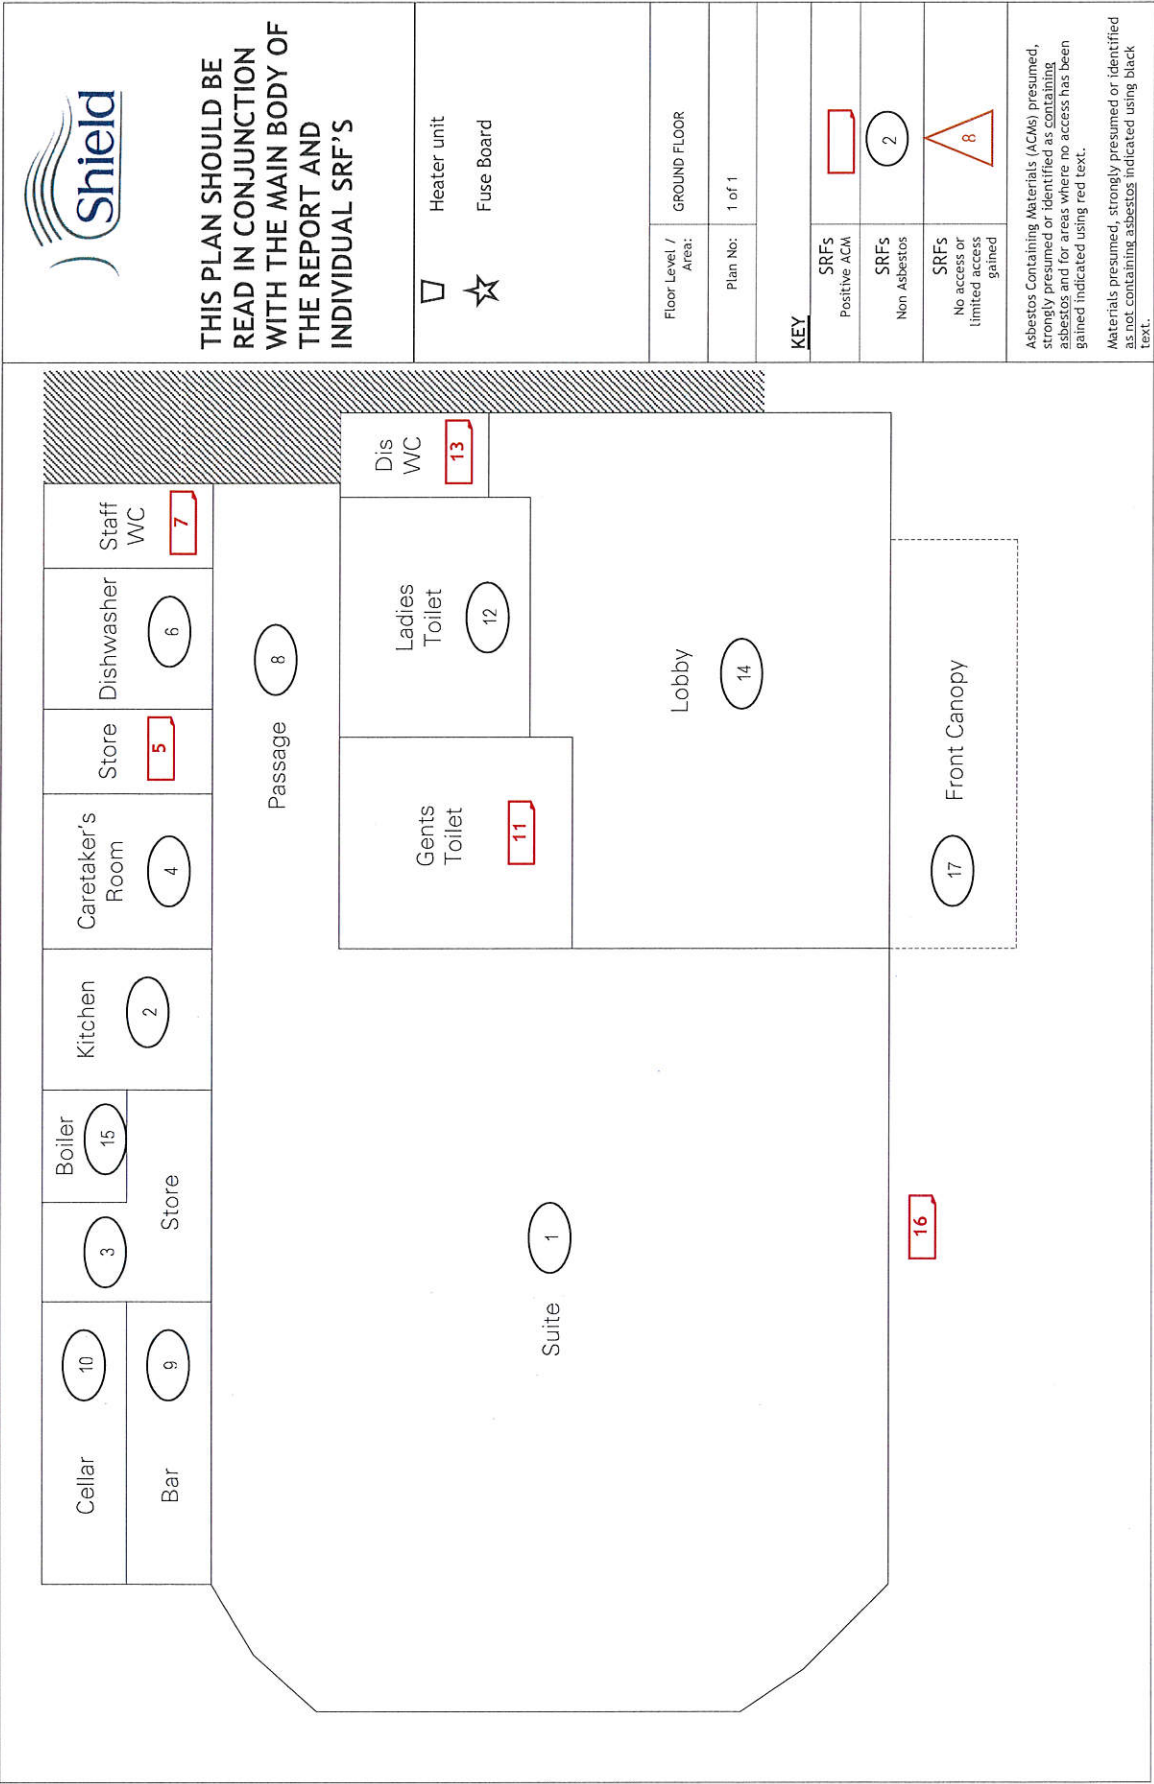 Shield
THIS PLAN SHOULD BE
READ IN CONJUNCTION
WITH THE MAIN BODY OF
THE REPORT AND
INDIVIDUAL SRF'S
Heater unit
Fuse Board
Floor Level /
Area:
GROUND FLOOR
Plan No:
1 of 1
KEY
SRFs
Positive ACM
SRFs
Non Asbestos
2
SRFs
No access or
limited access
gained
8
Asbestos Containing Materials (ACMs) presumed,
strongly presumed or identified as containing
asbestos and for areas where no access has been
gained indicated using red text.
Materials presumed, strongly presumed or identified
as not containing asbestos indicated using black
text.
Cellar
10
Bar
9
3
Store
Boiler
15
Kitchen
2
Caretaker's
Room
4
Store
5
Dishwasher
6
Staff
WC
7
Passage
8
Gents
Toilet
11
Ladies
Toilet
12
Dis
WC
13
Suite
1
Lobby
14
16
17
Front Canopy